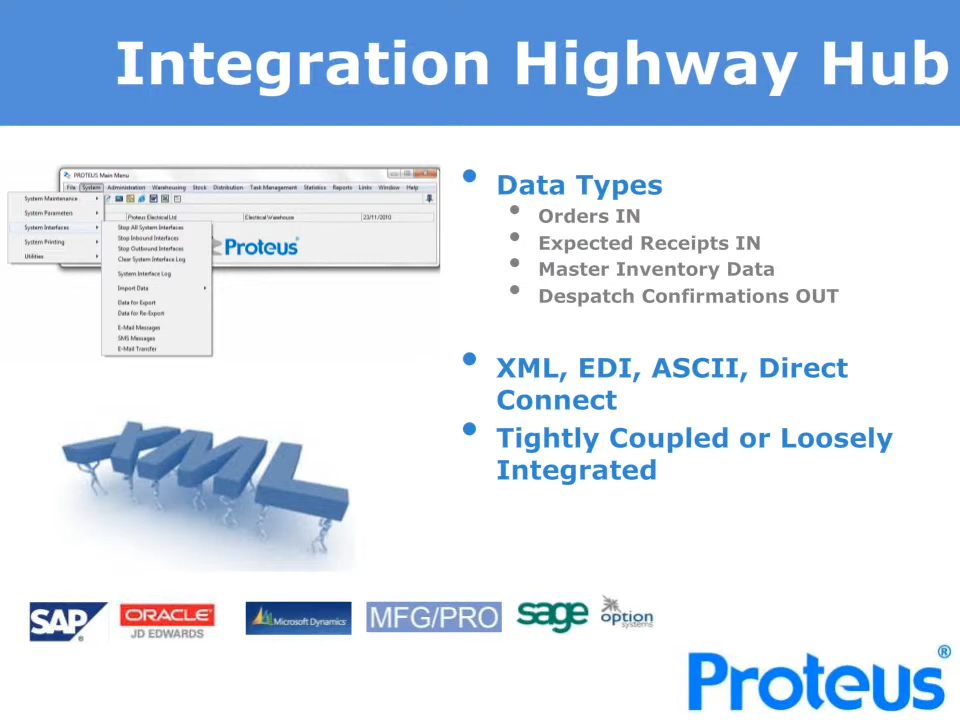 Integration Highway Hub
PROTEUS Main Menu
File System Administration Warehousing Stock Distribution Task Management Statistics Reports Links Window Help
System Maintenance
System Parameters
System Interfaces
System Printing
Utilities
Proteus Electrical Ltd
Electrical Warehouse
23/11/2010
Stop All System Interfaces
Stop Inbound Interfaces
Stop Outbound Interfaces
Clear System Interface Log
System Interface Log
Import Data
Data for Export
Data for Re-Export
E-Mail Messages
SMS Messages
E-Mail Transfer
Proteus
• Data Types
• Orders IN
• Expected Receipts IN
• Master Inventory Data
• Despatch Confirmations OUT
• XML, EDI, ASCII, Direct
Connect
• Tightly Coupled or Loosely
Integrated
XML
SAP®
ORACLE®
JD EDWARDS
Microsoft Dynamics
MFG/PRO
sage
option
systems
Proteus®